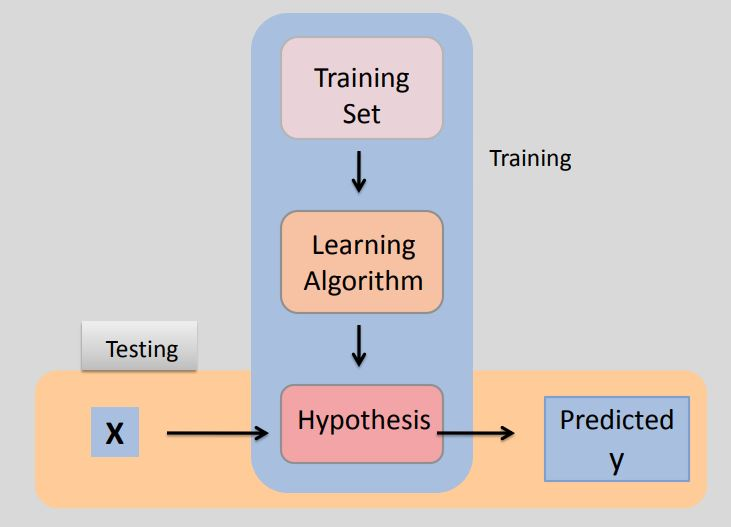 Training
Set
Training
Learning
Algorithm
Testing
X
Hypothesis
Predicted
y